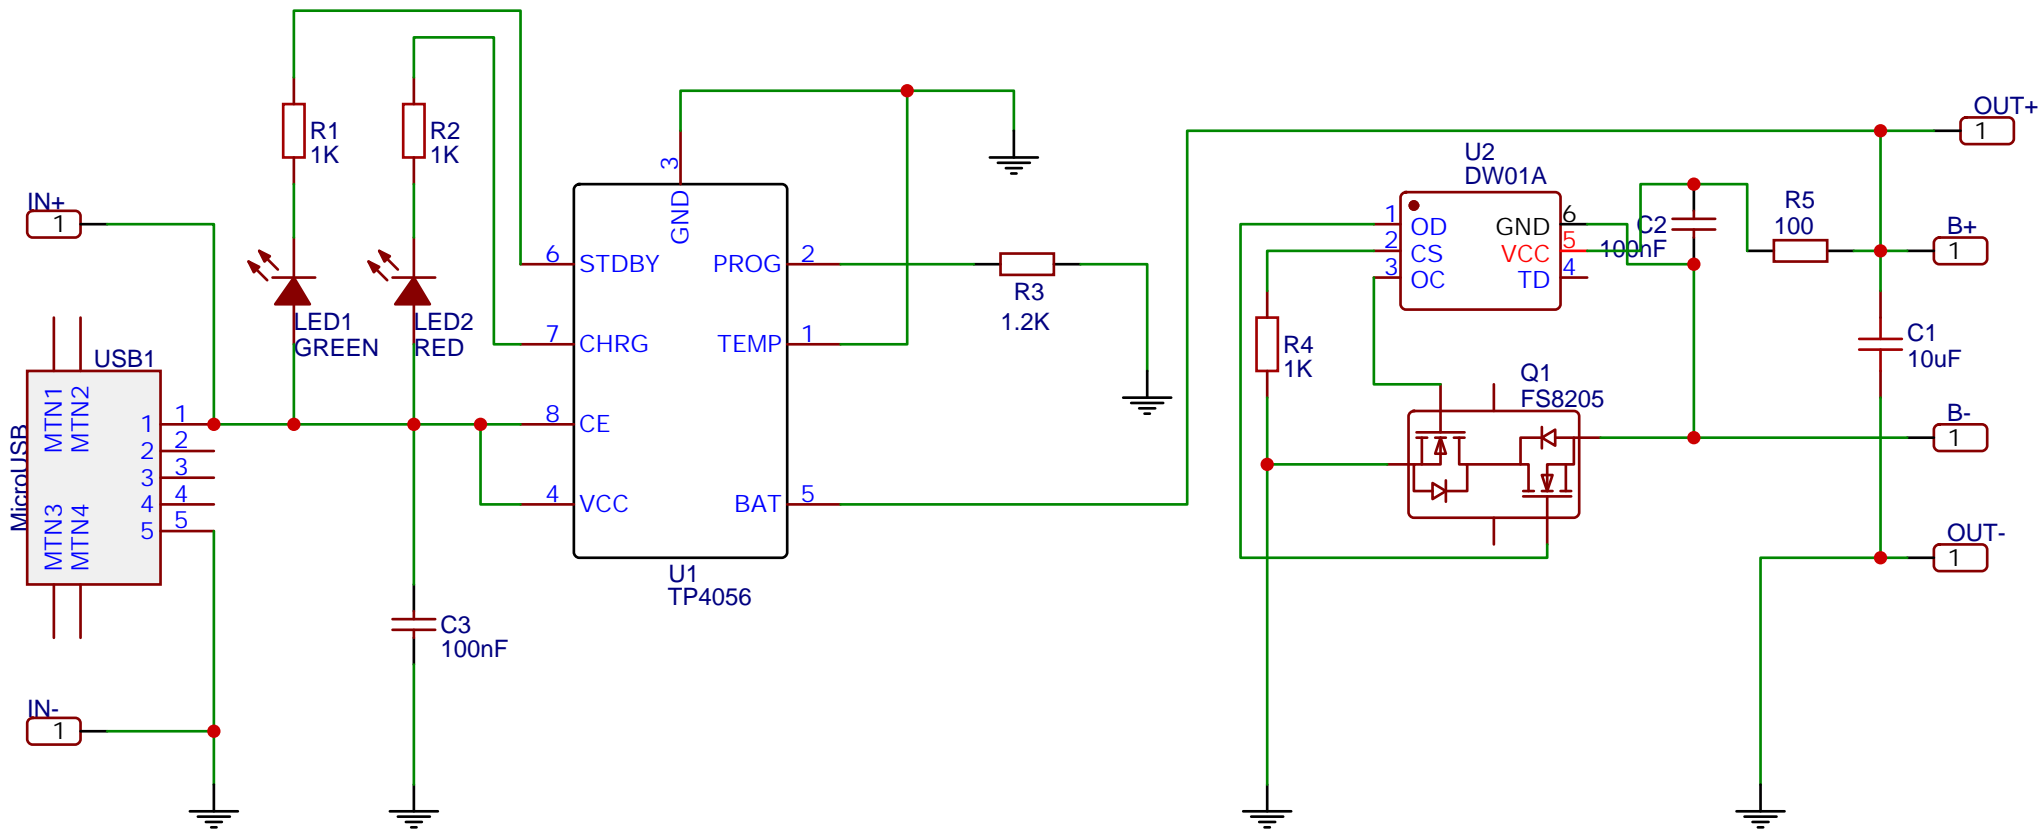 IN+
1
MicroUSB
USB1
MTN1
MTN2
MTN3
MTN4
1 1
2 2
3 3
4 4
5 5
IN-
1
R1
1K
R2
1K
LED1
GREEN
LED2
RED
C3
100nF
3
GND
6 STDBY
7 CHRG
8 CE
4 VCC
PROG 2
TEMP 1
BAT 5
U1
TP4056
R3
1.2K
U2
DW01A
1 OD
2 CS
3 OC
GND 6
VCC 5
TD 4
C2
100nF
R4
1K
Q1
FS8205
R5
100
C1
10uF
OUT+
1
B+
1
B-
1
OUT-
1